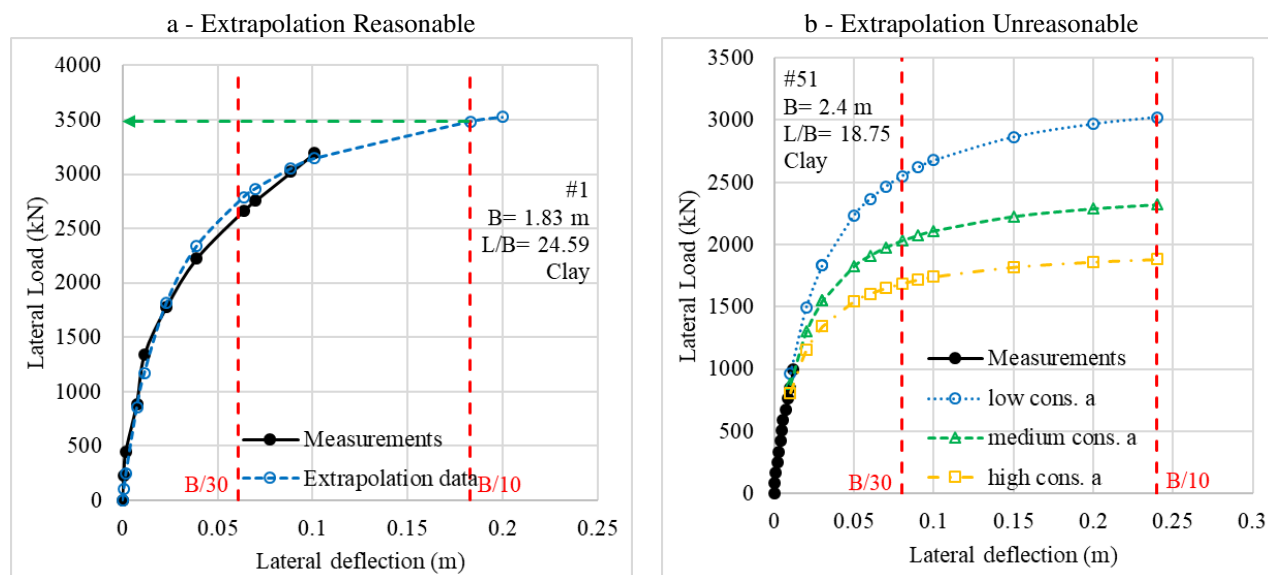 a - Extrapolation Reasonable
4000
3500
3000
2500
2000
1500
1000
500
0
0
0.05
0.1
0.15
0.2
0.25
Lateral Load (kN)
Lateral deflection (m)
#1
B= 1.83 m
L/B= 24.59
Clay
Measurements
Extrapolation data
B/30
B/10
b - Extrapolation Unreasonable
3500
3000
2500
2000
1500
1000
500
0
0
0.05
0.1
0.15
0.2
0.25
0.3
Lateral Load (kN)
Lateral deflection (m)
#51
B= 2.4 m
L/B= 18.75
Clay
Measurements
low cons. a
medium cons. a
high cons. a
B/30
B/10